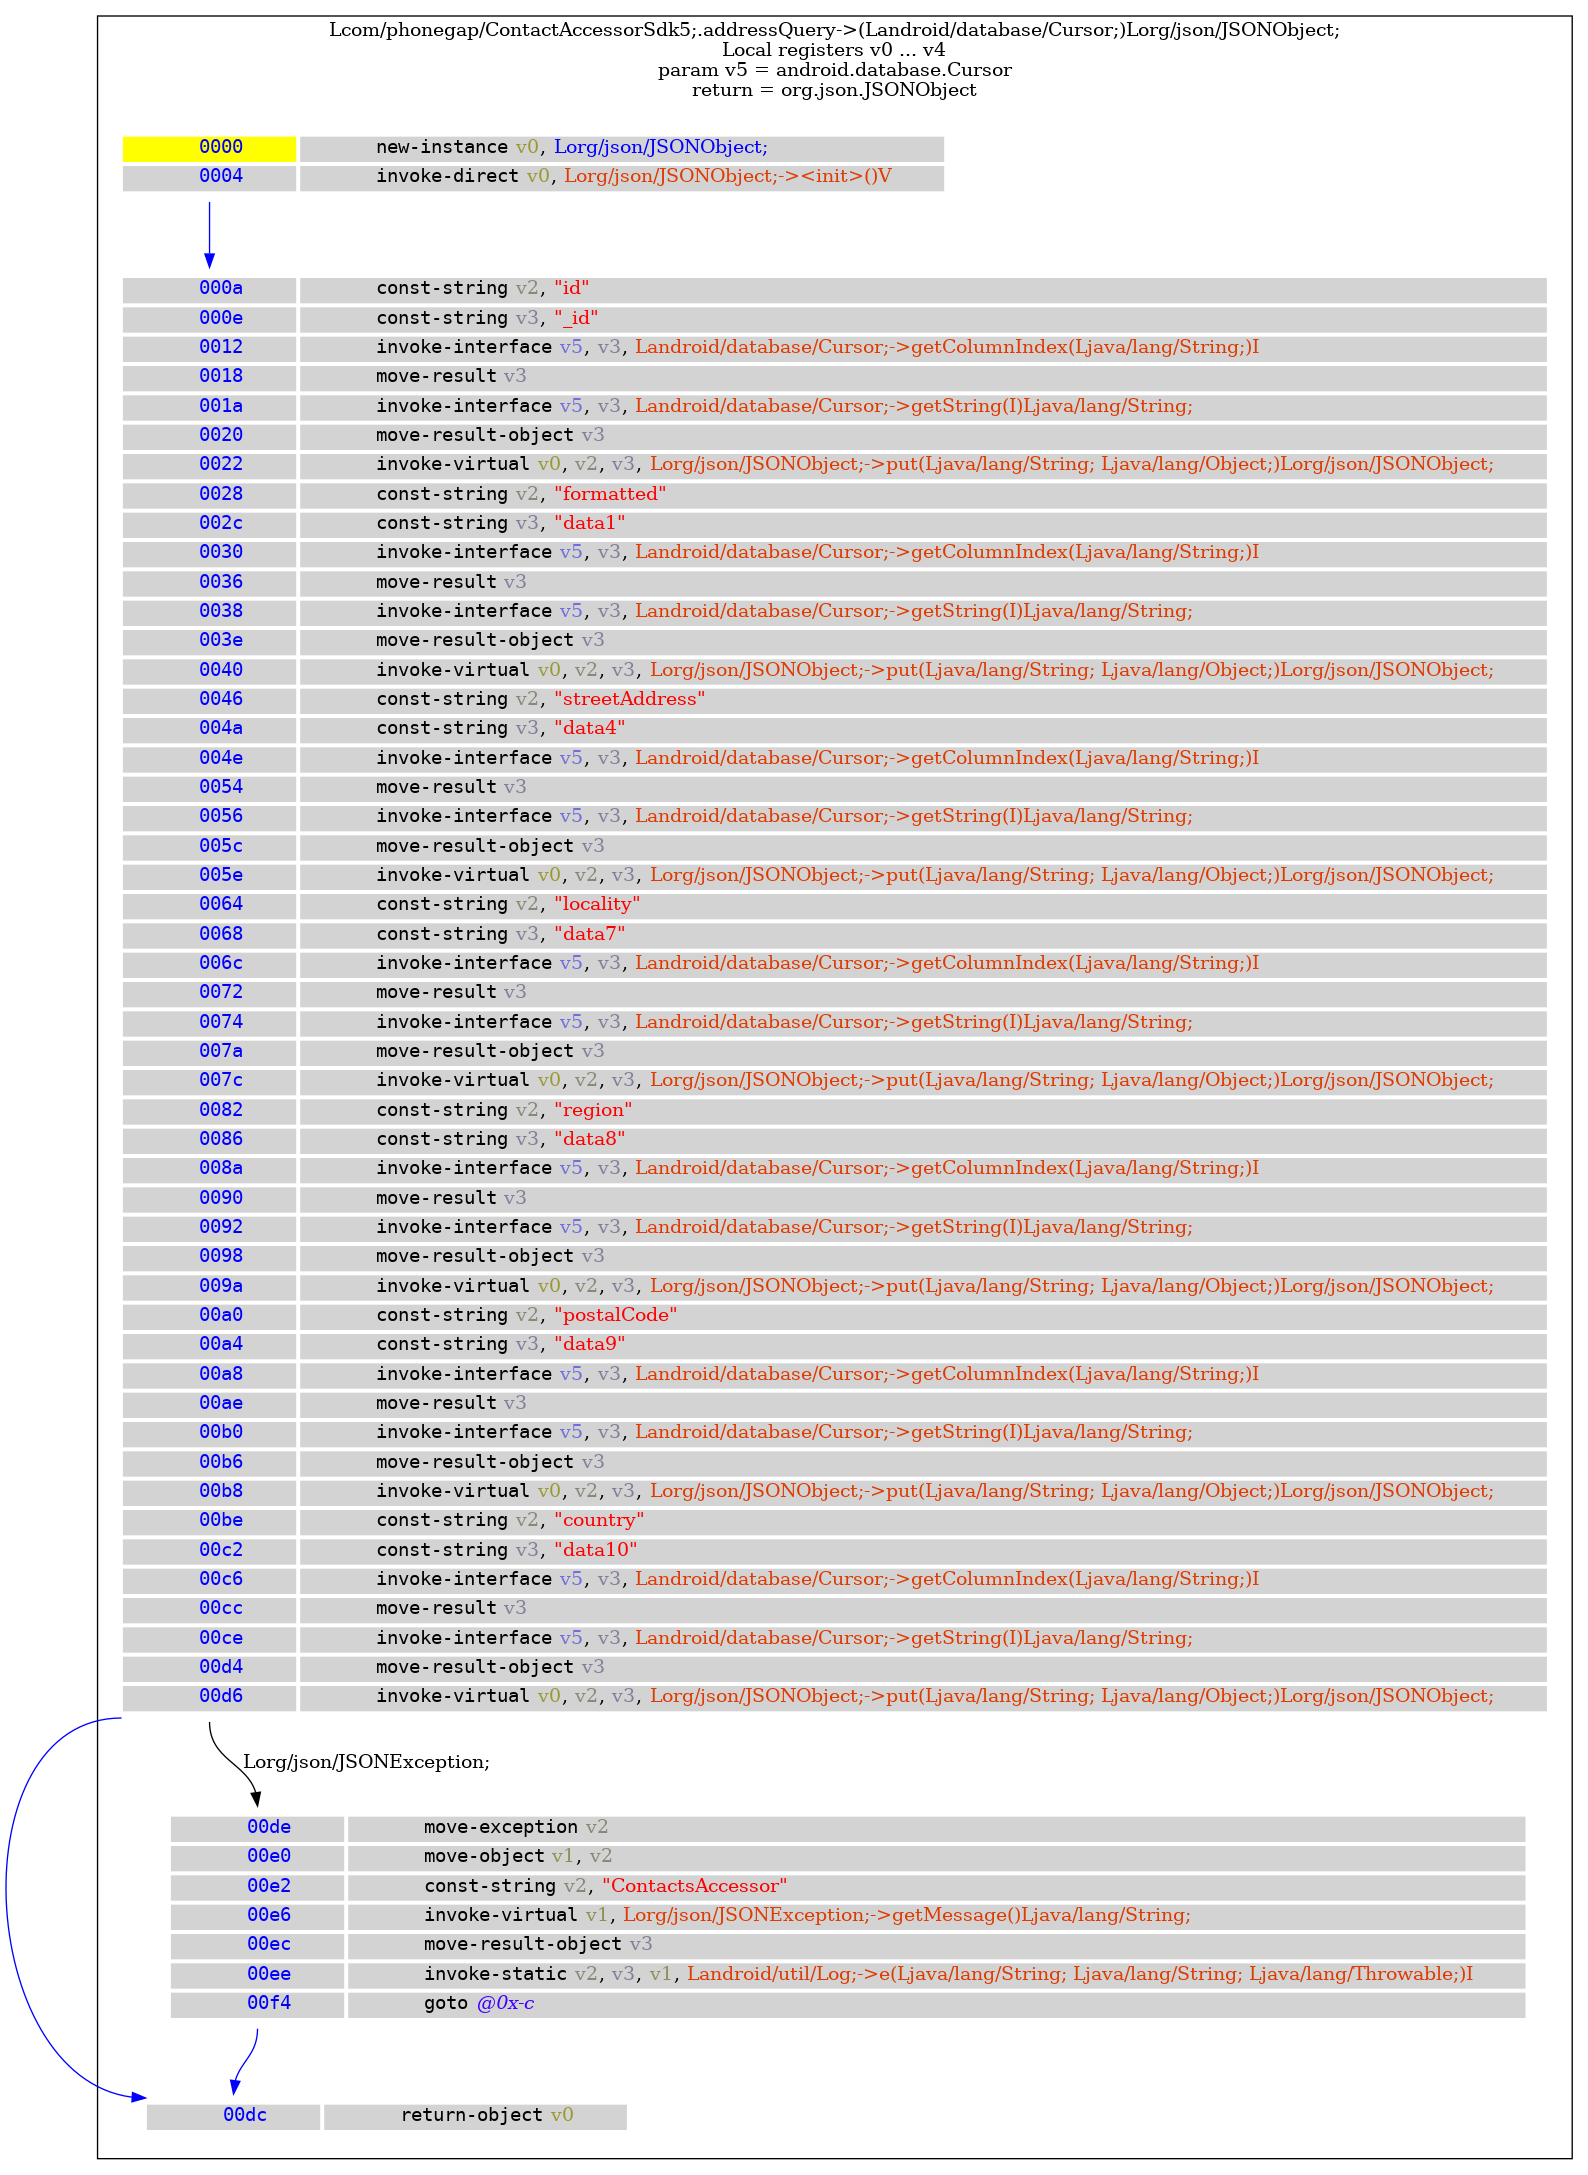 Lcom/phonegap/ContactAccessorSdk5;.addressQuery->(Landroid/database/Cursor;)Lorg/json/JSONObject;
Local registers v0 ... v4
param v5 = android.database.Cursor
return = org.json.JSONObject
0000 new-instance v0, Lorg/json/JSONObject;
0004 invoke-direct v0, Lorg/json/JSONObject;-><init>()V
000a const-string v2, "id"
000e const-string v3, "_id"
0012 invoke-interface v5, v3, Landroid/database/Cursor;->getColumnIndex(Ljava/lang/String;)I
0018 move-result v3
001a invoke-interface v5, v3, Landroid/database/Cursor;->getString(I)Ljava/lang/String;
0020 move-result-object v3
0022 invoke-virtual v0, v2, v3, Lorg/json/JSONObject;->put(Ljava/lang/String; Ljava/lang/Object;)Lorg/json/JSONObject;
0028 const-string v2, "formatted"
002c const-string v3, "data1"
0030 invoke-interface v5, v3, Landroid/database/Cursor;->getColumnIndex(Ljava/lang/String;)I
0036 move-result v3
0038 invoke-interface v5, v3, Landroid/database/Cursor;->getString(I)Ljava/lang/String;
003e move-result-object v3
0040 invoke-virtual v0, v2, v3, Lorg/json/JSONObject;->put(Ljava/lang/String; Ljava/lang/Object;)Lorg/json/JSONObject;
0046 const-string v2, "streetAddress"
004a const-string v3, "data4"
004e invoke-interface v5, v3, Landroid/database/Cursor;->getColumnIndex(Ljava/lang/String;)I
0054 move-result v3
0056 invoke-interface v5, v3, Landroid/database/Cursor;->getString(I)Ljava/lang/String;
005c move-result-object v3
005e invoke-virtual v0, v2, v3, Lorg/json/JSONObject;->put(Ljava/lang/String; Ljava/lang/Object;)Lorg/json/JSONObject;
0064 const-string v2, "locality"
0068 const-string v3, "data7"
006c invoke-interface v5, v3, Landroid/database/Cursor;->getColumnIndex(Ljava/lang/String;)I
0072 move-result v3
0074 invoke-interface v5, v3, Landroid/database/Cursor;->getString(I)Ljava/lang/String;
007a move-result-object v3
007c invoke-virtual v0, v2, v3, Lorg/json/JSONObject;->put(Ljava/lang/String; Ljava/lang/Object;)Lorg/json/JSONObject;
0082 const-string v2, "region"
0086 const-string v3, "data8"
008a invoke-interface v5, v3, Landroid/database/Cursor;->getColumnIndex(Ljava/lang/String;)I
0090 move-result v3
0092 invoke-interface v5, v3, Landroid/database/Cursor;->getString(I)Ljava/lang/String;
0098 move-result-object v3
009a invoke-virtual v0, v2, v3, Lorg/json/JSONObject;->put(Ljava/lang/String; Ljava/lang/Object;)Lorg/json/JSONObject;
00a0 const-string v2, "postalCode"
00a4 const-string v3, "data9"
00a8 invoke-interface v5, v3, Landroid/database/Cursor;->getColumnIndex(Ljava/lang/String;)I
00ae move-result v3
00b0 invoke-interface v5, v3, Landroid/database/Cursor;->getString(I)Ljava/lang/String;
00b6 move-result-object v3
00b8 invoke-virtual v0, v2, v3, Lorg/json/JSONObject;->put(Ljava/lang/String; Ljava/lang/Object;)Lorg/json/JSONObject;
00be const-string v2, "country"
00c2 const-string v3, "data10"
00c6 invoke-interface v5, v3, Landroid/database/Cursor;->getColumnIndex(Ljava/lang/String;)I
00cc move-result v3
00ce invoke-interface v5, v3, Landroid/database/Cursor;->getString(I)Ljava/lang/String;
00d4 move-result-object v3
00d6 invoke-virtual v0, v2, v3, Lorg/json/JSONObject;->put(Ljava/lang/String; Ljava/lang/Object;)Lorg/json/JSONObject;
Lorg/json/JSONException;
00de move-exception v2
00e0 move-object v1, v2
00e2 const-string v2, "ContactsAccessor"
00e6 invoke-virtual v1, Lorg/json/JSONException;->getMessage()Ljava/lang/String;
00ec move-result-object v3
00ee invoke-static v2, v3, v1, Landroid/util/Log;->e(Ljava/lang/String; Ljava/lang/String; Ljava/lang/Throwable;)I
00f4 goto @0x-c
00dc return-object v0